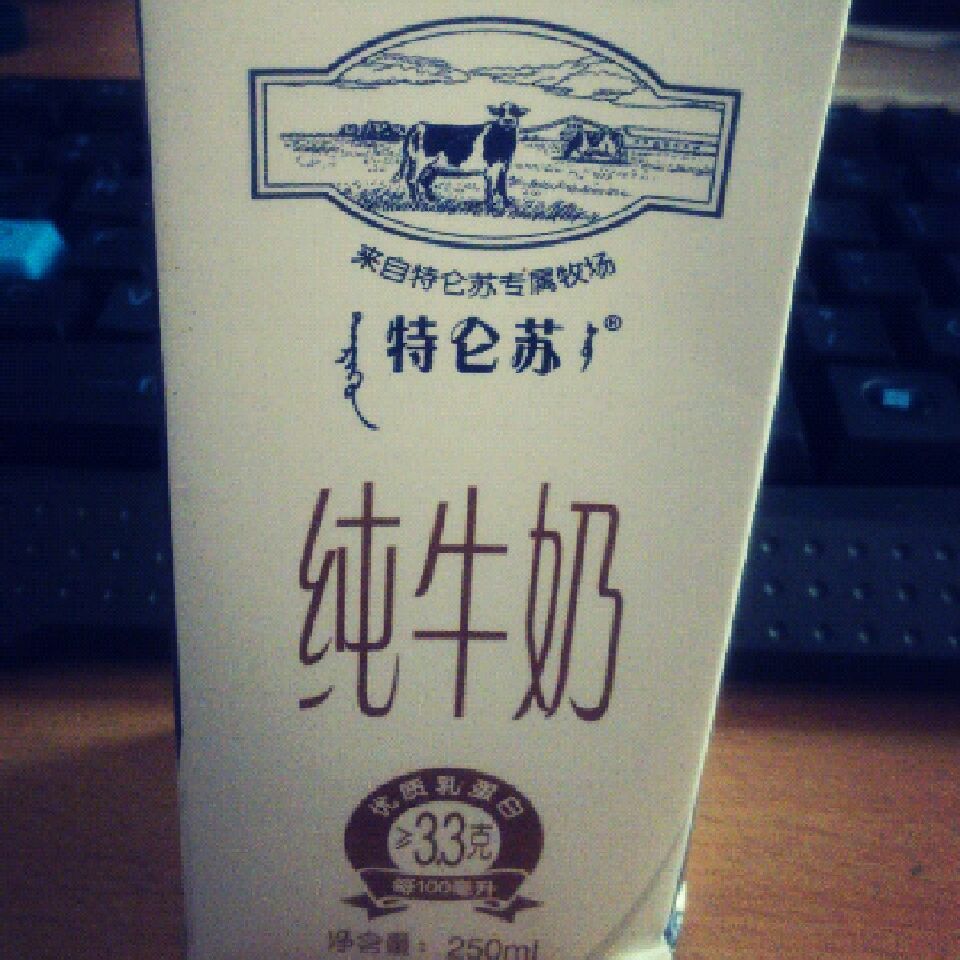 来自特仑苏专属牧场
特仑苏®
纯牛奶
优质乳蛋白
≥3.3克
每100毫升
净含量：250ml